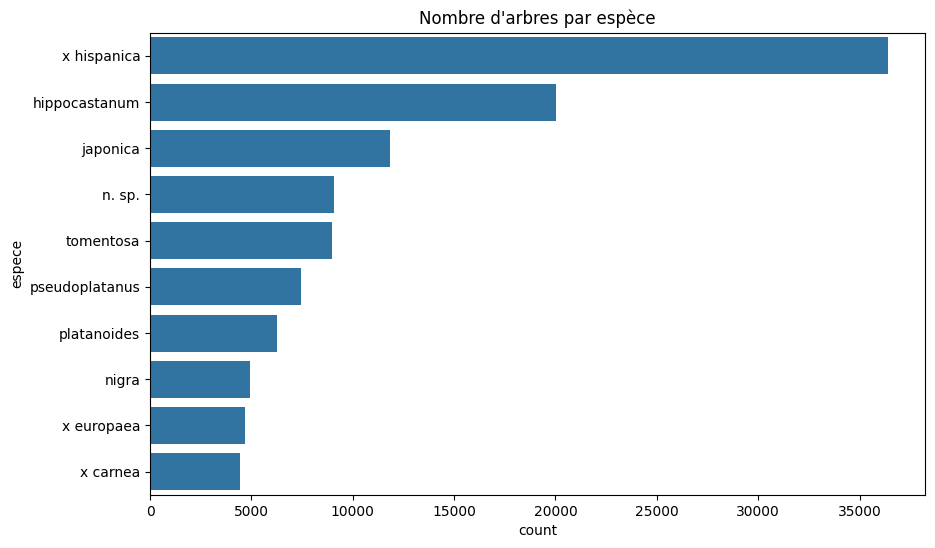 Nombre d'arbres par espèce
x hispanica
hippocastanum
japonica
n. sp.
tomentosa
pseudoplatanus
platanoides
nigra
x europaea
x carnea
espece
0 5000 10000 15000 20000 25000 30000 35000
count